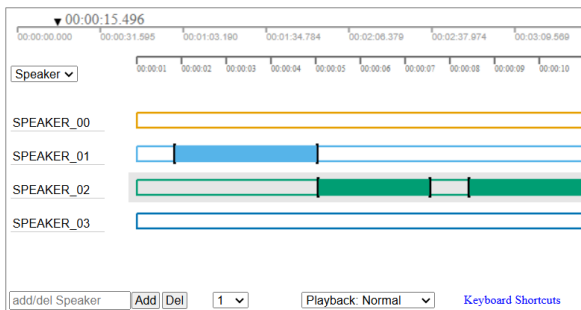 00:00:15.496
00:00:00.000 00:00:31.595 00:01:03.190 00:01:34.784 00:02:06.379 00:02:37.974 00:03:09.569
Speaker
00:00:01 00:00:02 00:00:03 00:00:04 00:00:05 00:00:06 00:00:07 00:00:08 00:00:09 00:00:10
SPEAKER_00
SPEAKER_01
SPEAKER_02
SPEAKER_03
add/del Speaker Add Del 1 Playback: Normal Keyboard Shortcuts